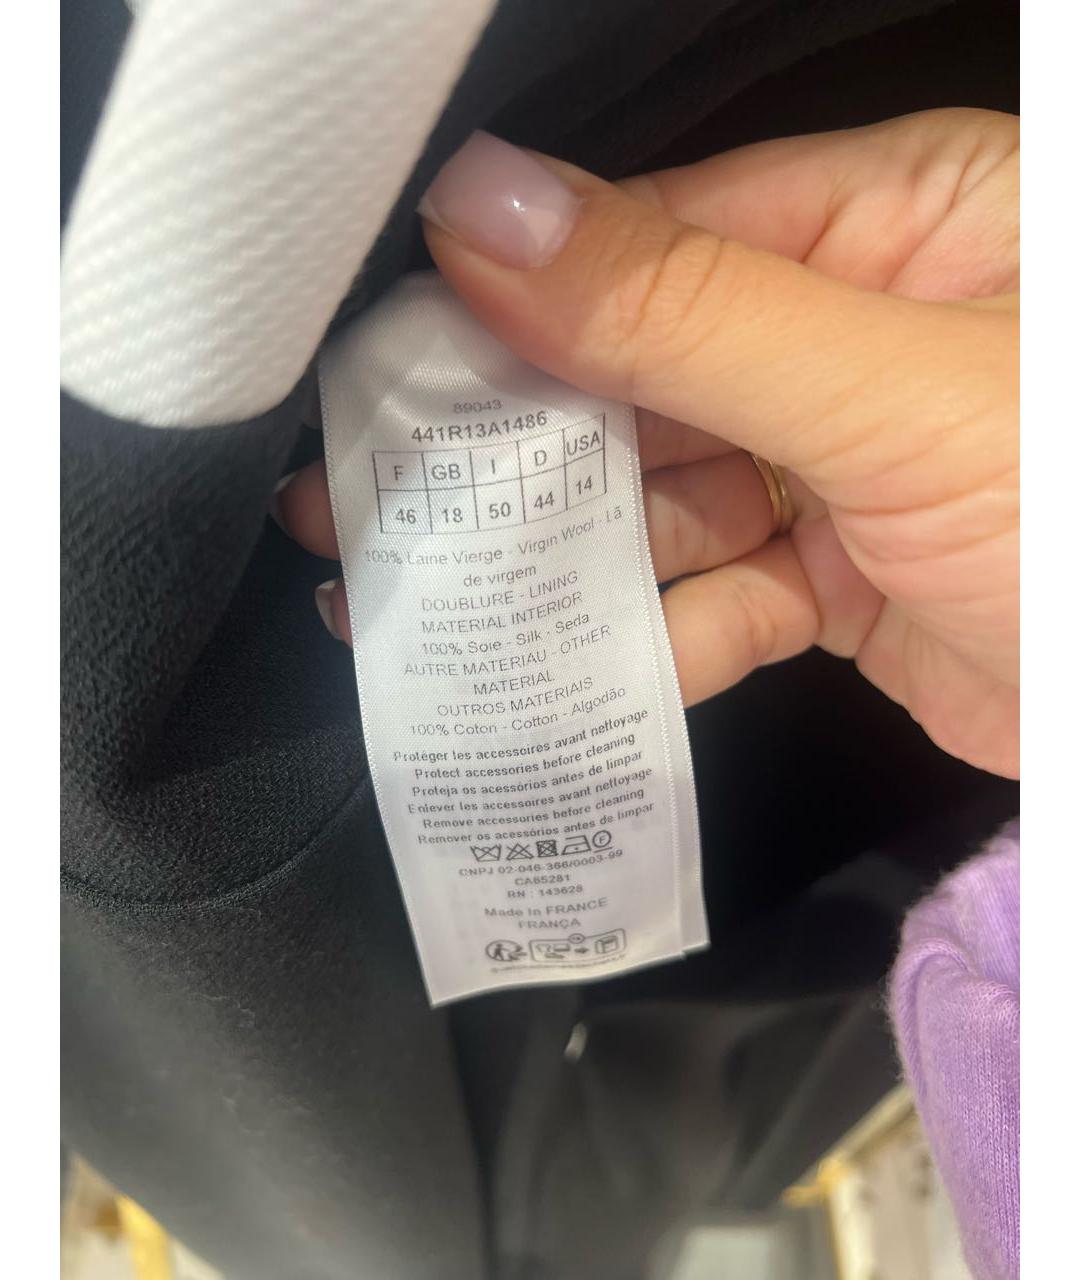 89043
441R13A1486
F GB I D USA
46 18 50 44 14
100% Laine Vierge - Virgin Wool - Lã
de virgem
DOUBLURE - LINING
MATERIAL INTERIOR
100% Soie - Silk - Seda
AUTRE MATERIAU - OTHER
MATERIAL
OUTROS MATERIAIS
100% Coton - Cotton - Algodão
Protéger les accessoires avant nettoyage
Protect accessories before cleaning
Proteja os acessórios antes de limpar
Enlever les accessoires avant nettoyage
Remove accessories before cleaning
Remover os acessórios antes de limpar
F
CNPJ 02-046-366/0003-99
CA65281
RN : 143628
Made In FRANCE
FRANÇA